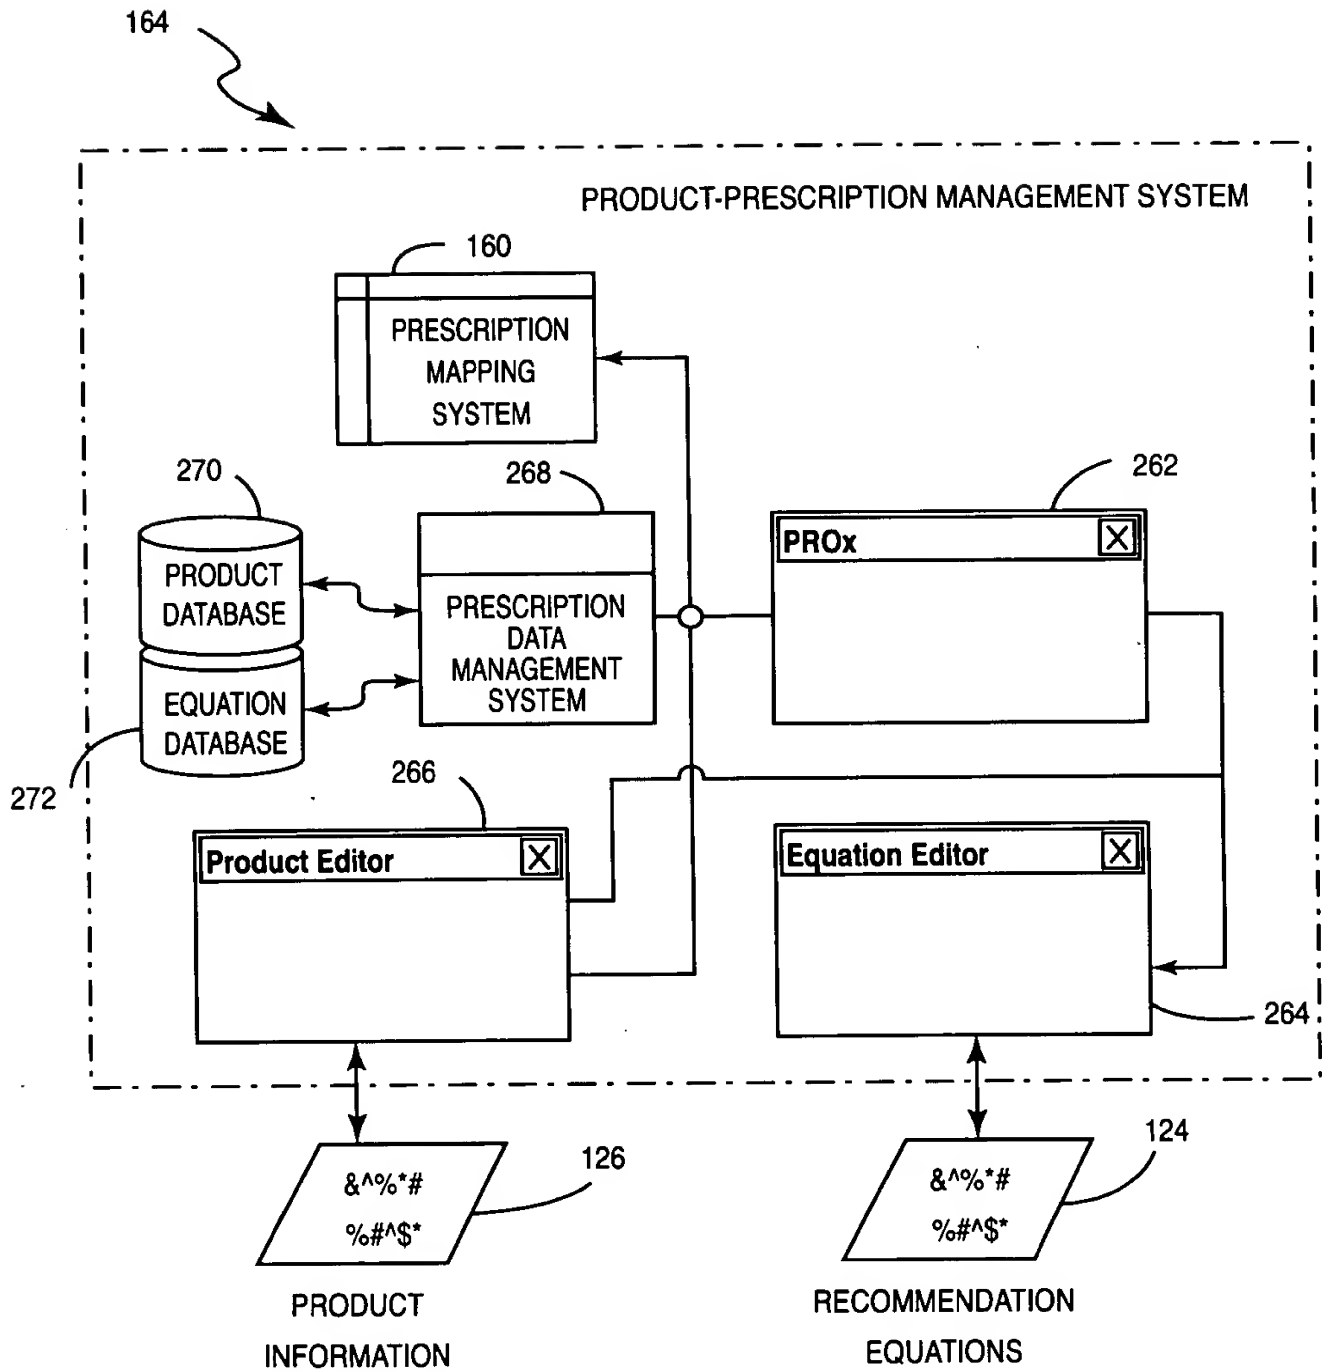 164
PRODUCT-PRESCRIPTION MANAGEMENT SYSTEM
160
PRESCRIPTION
MAPPING
SYSTEM
270
268
262
PRODUCT
DATABASE
PRESCRIPTION
DATA
MANAGEMENT
SYSTEM
PROx
EQUATION
DATABASE
272
266
Product Editor
Equation Editor
264
126
&^%*#
%#^$*
124
&^%*#
%#^$*
PRODUCT
INFORMATION
RECOMMENDATION
EQUATIONS